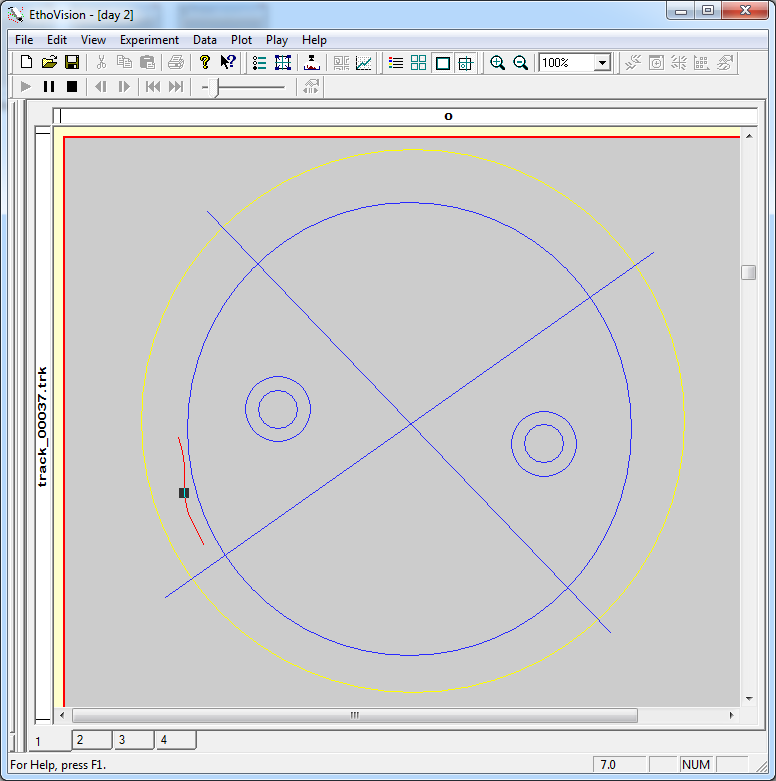 EthoVision - [day 2]
File Edit View Experiment Data Plot Play Help
100%
o
track_00037.trk
1 2 3 4
For Help, press F1. 7.0 NUM